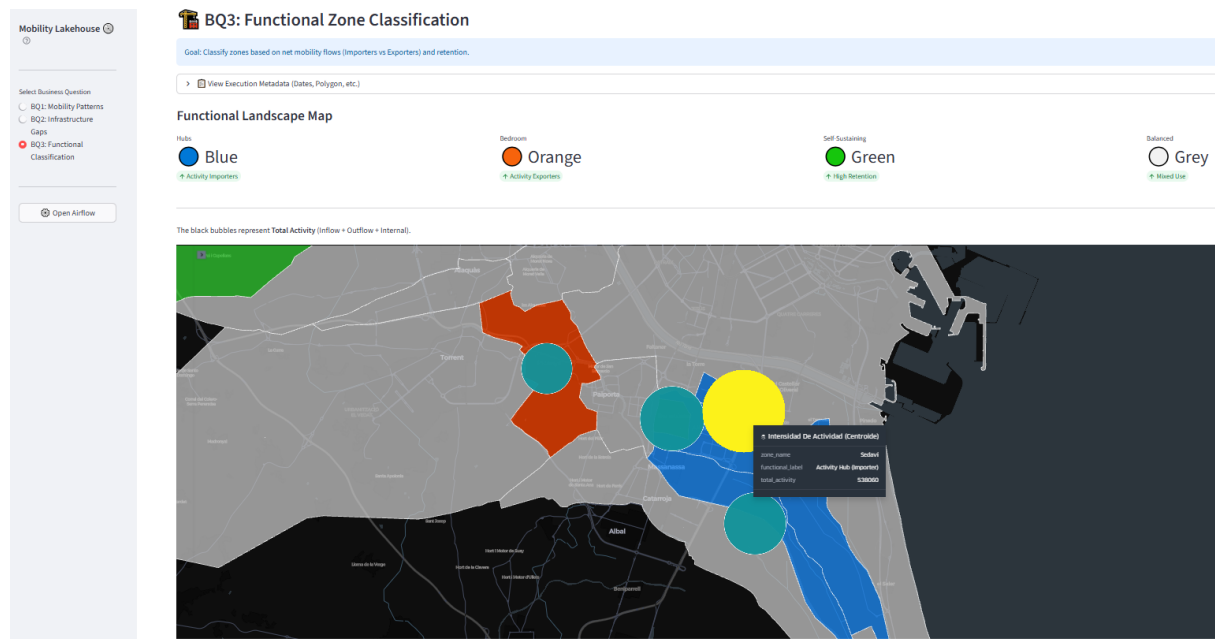 Mobility Lakehouse
Select Business Question
BQ1: Mobility Patterns
BQ2: Infrastructure
Gaps
BQ3: Functional
Classification
Open Airflow
BQ3: Functional Zone Classification
Goal: Classify zones based on net mobility flows (Importers vs Exporters) and retention.
View Execution Metadata (Dates, Polygon, etc.)
Functional Landscape Map
Hubs
Blue
↑ Activity Importers
Bedroom
Orange
↑ Activity Exporters
Self-Sustaining
Green
↑ High Retention
Balanced
Grey
↑ Mixed Use
The black bubbles represent Total Activity (Inflow + Outflow + Internal).
Alaquàs
Torrent
Paiporta
Massanassa
Catarroja
Albal
Beniparrell
Intensidad De Actividad (Centroide)
zone_name Sedaví
functional_label Activity Hub (Importer)
total_activity 538060